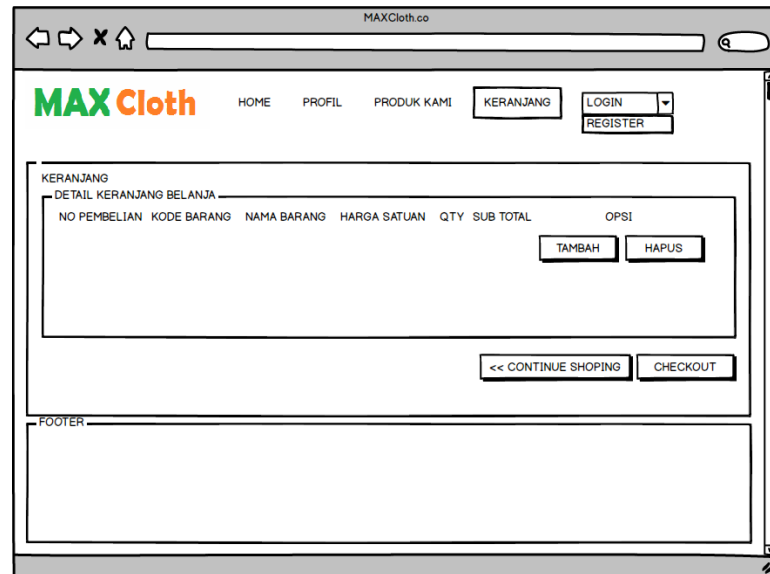 MAXCloth.co
MAX Cloth HOME PROFIL PRODUK KAMI KERANJANG LOGIN
REGISTER
KERANJANG
DETAIL KERANJANG BELANJA
NO PEMBELIAN KODE BARANG NAMA BARANG HARGA SATUAN QTY SUB TOTAL OPSI
TAMBAH HAPUS
<< CONTINUE SHOPING CHECKOUT
FOOTER